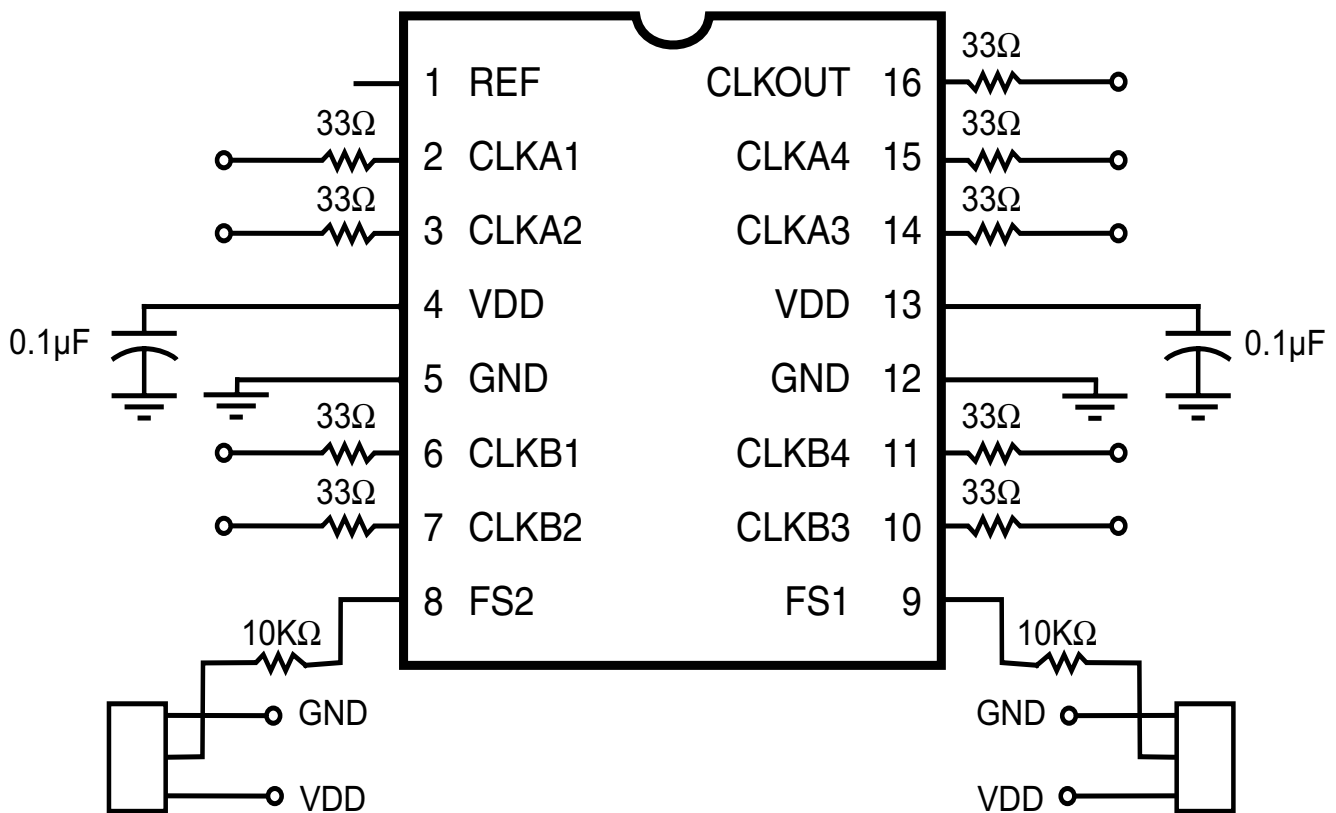 33Ω
1 REF CLKOUT 16
33Ω 33Ω
2 CLKA1 CLKA4 15
33Ω 33Ω
3 CLKA2 CLKA3 14
4 VDD VDD 13
0.1µF 0.1µF
5 GND GND 12
33Ω 33Ω
6 CLKB1 CLKB4 11
33Ω 33Ω
7 CLKB2 CLKB3 10
8 FS2 FS1 9
10KΩ 10KΩ
GND GND
VDD VDD